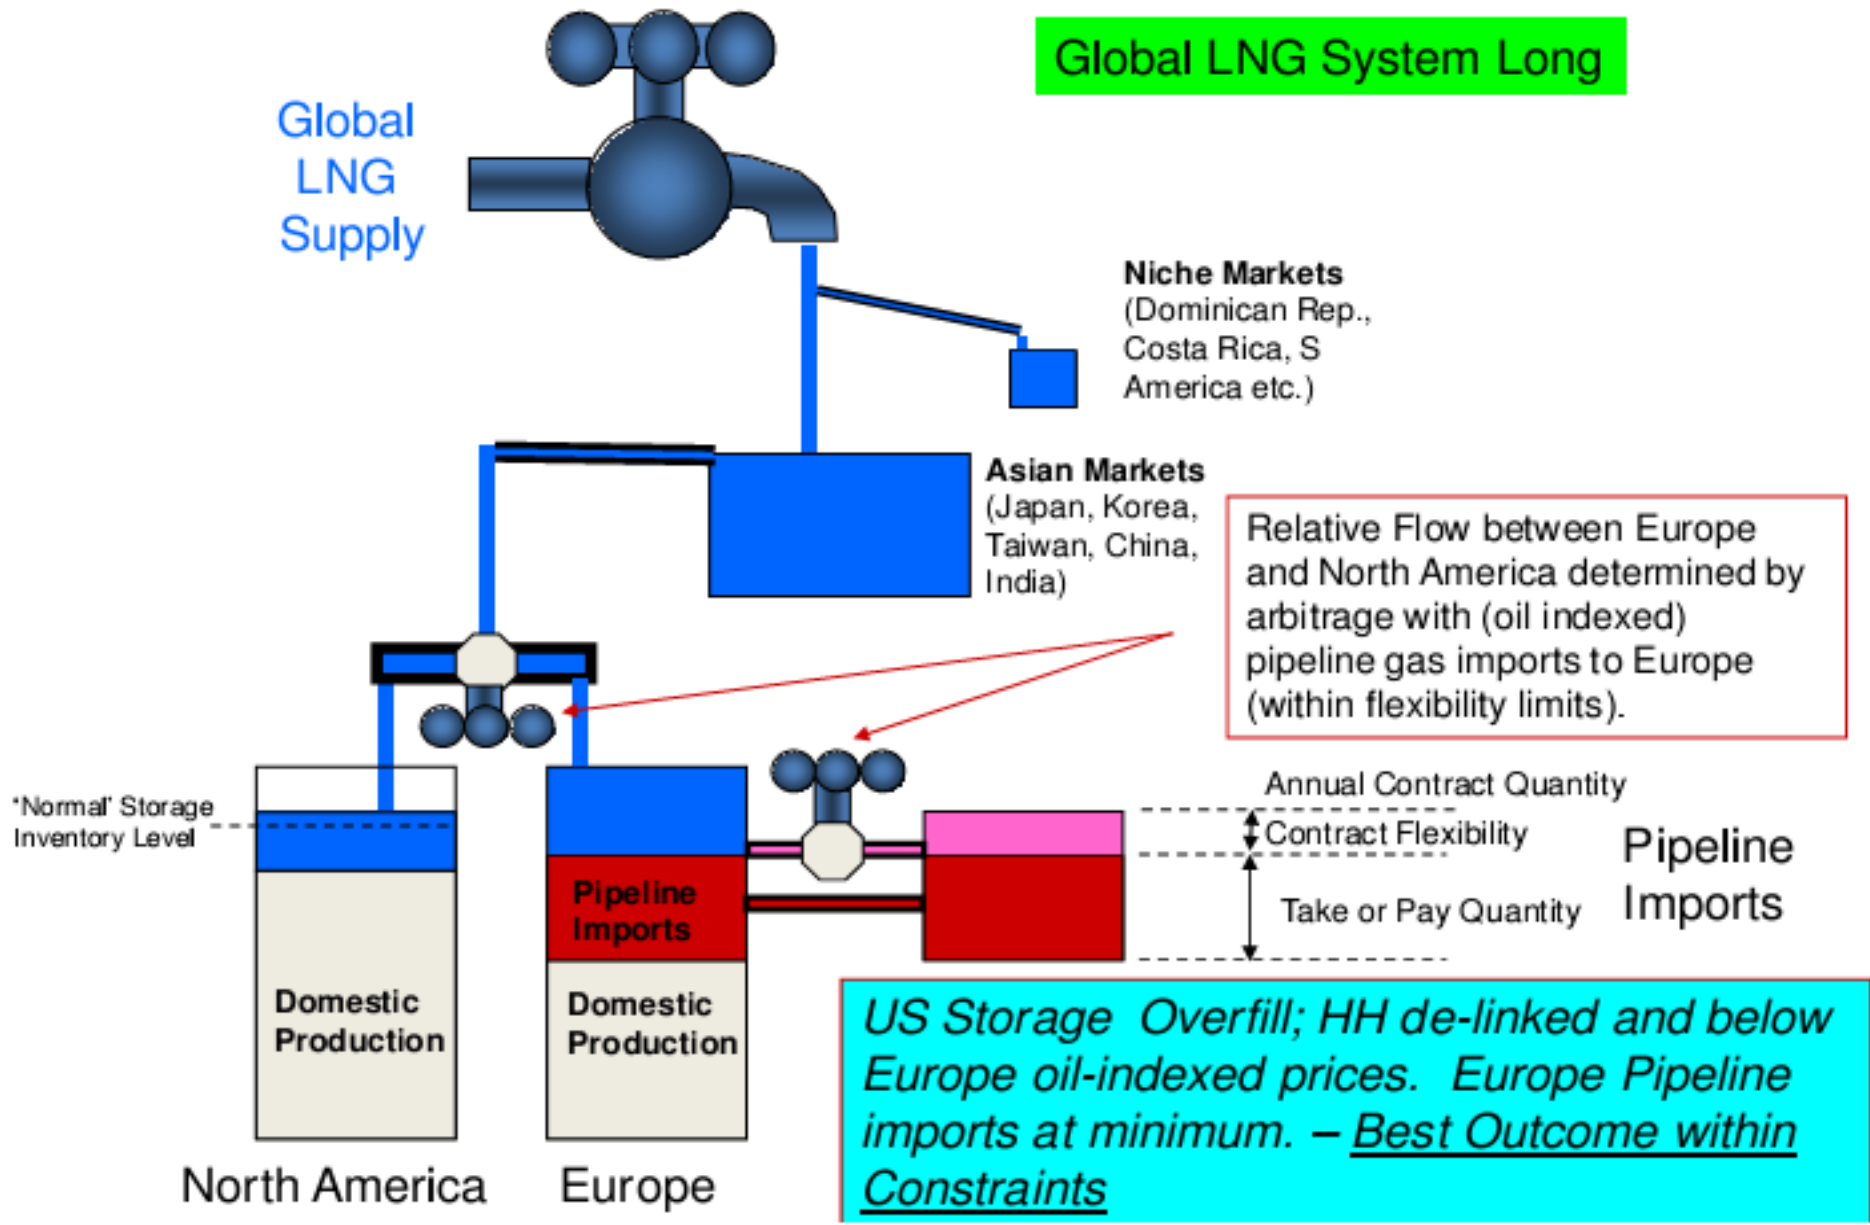 Global LNG System Long
Global
LNG
Supply
Niche Markets
(Dominican Rep.,
Costa Rica, S
America etc.)
Asian Markets
(Japan, Korea,
Taiwan, China,
India)
Relative Flow between Europe
and North America determined by
arbitrage with (oil indexed)
pipeline gas imports to Europe
(within flexibility limits).
‘Normal’ Storage
Inventory Level
Annual Contract Quantity
Contract Flexibility
Take or Pay Quantity
Pipeline
Imports
Pipeline
Imports
Domestic
Production
Domestic
Production
US Storage Overfill; HH de-linked and below
Europe oil-indexed prices. Europe Pipeline
imports at minimum. – Best Outcome within
Constraints
North America
Europe